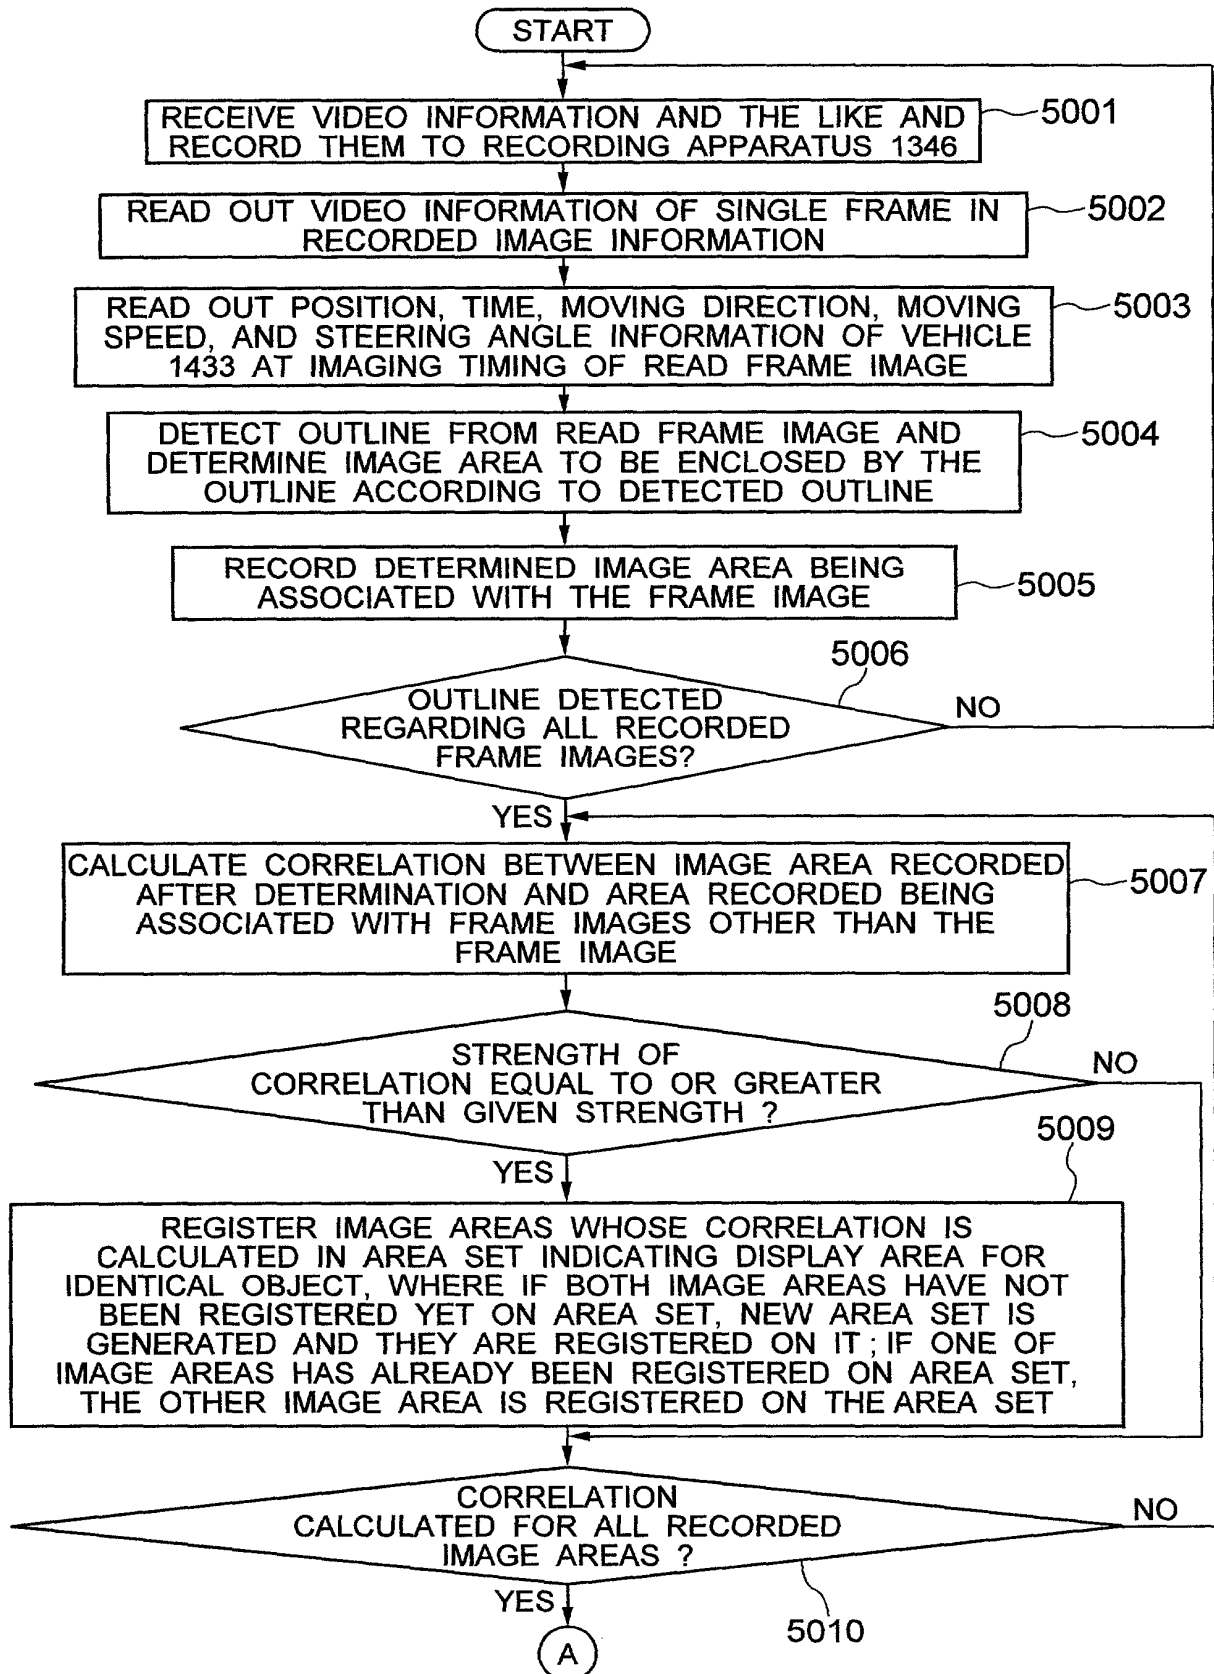 START
RECEIVE VIDEO INFORMATION AND THE LIKE AND
RECORD THEM TO RECORDING APPARATUS 1346
5001
READ OUT VIDEO INFORMATION OF SINGLE FRAME IN
RECORDED IMAGE INFORMATION
5002
READ OUT POSITION, TIME, MOVING DIRECTION, MOVING
SPEED, AND STEERING ANGLE INFORMATION OF VEHICLE
1433 AT IMAGING TIMING OF READ FRAME IMAGE
5003
DETECT OUTLINE FROM READ FRAME IMAGE AND
DETERMINE IMAGE AREA TO BE ENCLOSED BY THE
OUTLINE ACCORDING TO DETECTED OUTLINE
5004
RECORD DETERMINED IMAGE AREA BEING
ASSOCIATED WITH THE FRAME IMAGE
5005
5006
OUTLINE DETECTED
REGARDING ALL RECORDED
FRAME IMAGES?
NO
YES
CALCULATE CORRELATION BETWEEN IMAGE AREA RECORDED
AFTER DETERMINATION AND AREA RECORDED BEING
ASSOCIATED WITH FRAME IMAGES OTHER THAN THE
FRAME IMAGE
5007
5008
STRENGTH OF
CORRELATION EQUAL TO OR GREATER
THAN GIVEN STRENGTH ?
NO
YES
5009
REGISTER IMAGE AREAS WHOSE CORRELATION IS
CALCULATED IN AREA SET INDICATING DISPLAY AREA FOR
IDENTICAL OBJECT, WHERE IF BOTH IMAGE AREAS HAVE NOT
BEEN REGISTERED YET ON AREA SET, NEW AREA SET IS
GENERATED AND THEY ARE REGISTERED ON IT ; IF ONE OF
IMAGE AREAS HAS ALREADY BEEN REGISTERED ON AREA SET,
THE OTHER IMAGE AREA IS REGISTERED ON THE AREA SET
CORRELATION
CALCULATED FOR ALL RECORDED
IMAGE AREAS ?
NO
YES
5010
A